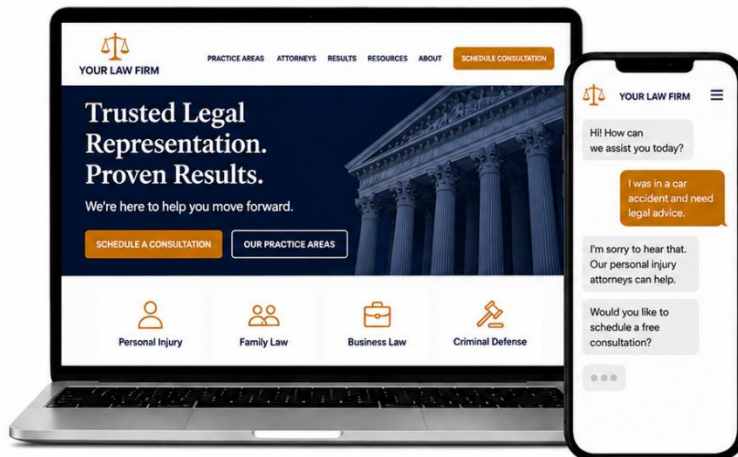 YOUR LAW FIRM
PRACTICE AREAS ATTORNEYS RESULTS RESOURCES ABOUT SCHEDULE CONSULTATION
Trusted Legal
Representation.
Proven Results.
We're here to help you move forward.
SCHEDULE A CONSULTATION OUR PRACTICE AREAS
Personal Injury Family Law Business Law Criminal Defense
YOUR LAW FIRM
Hi! How can
we assist you today?
I was in a car
accident and need
legal advice.
I'm sorry to hear that.
Our personal injury
attorneys can help.
Would you like to
schedule a free
consultation?